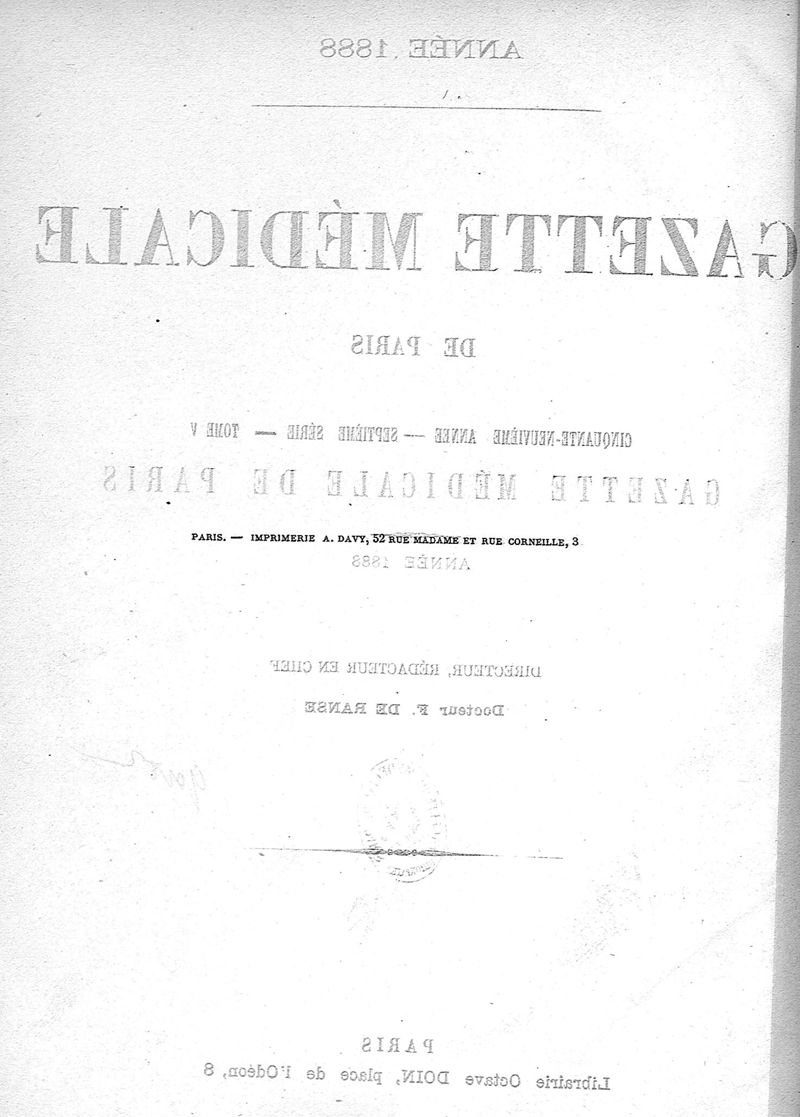 ANNÉE 1888
GAZETTE MÉDICALE
DE PARIS
CINQUANTE-NEUVIÈME ANNEE — SEPTIÈME SÉRIE — TOME V
GAZETTE MÉDICALE DE PARIS
PARIS. — IMPRIMERIE A. DAVY, 52 RUE MADAME ET RUE CORNEILLE, 3
ANNÉE 1888
DIRECTEUR, RÉDACTEUR EN CHEF
Docteur F. DE RANSE
PARIS
Librairie Octave DOIN, place de l'Odéon, 8